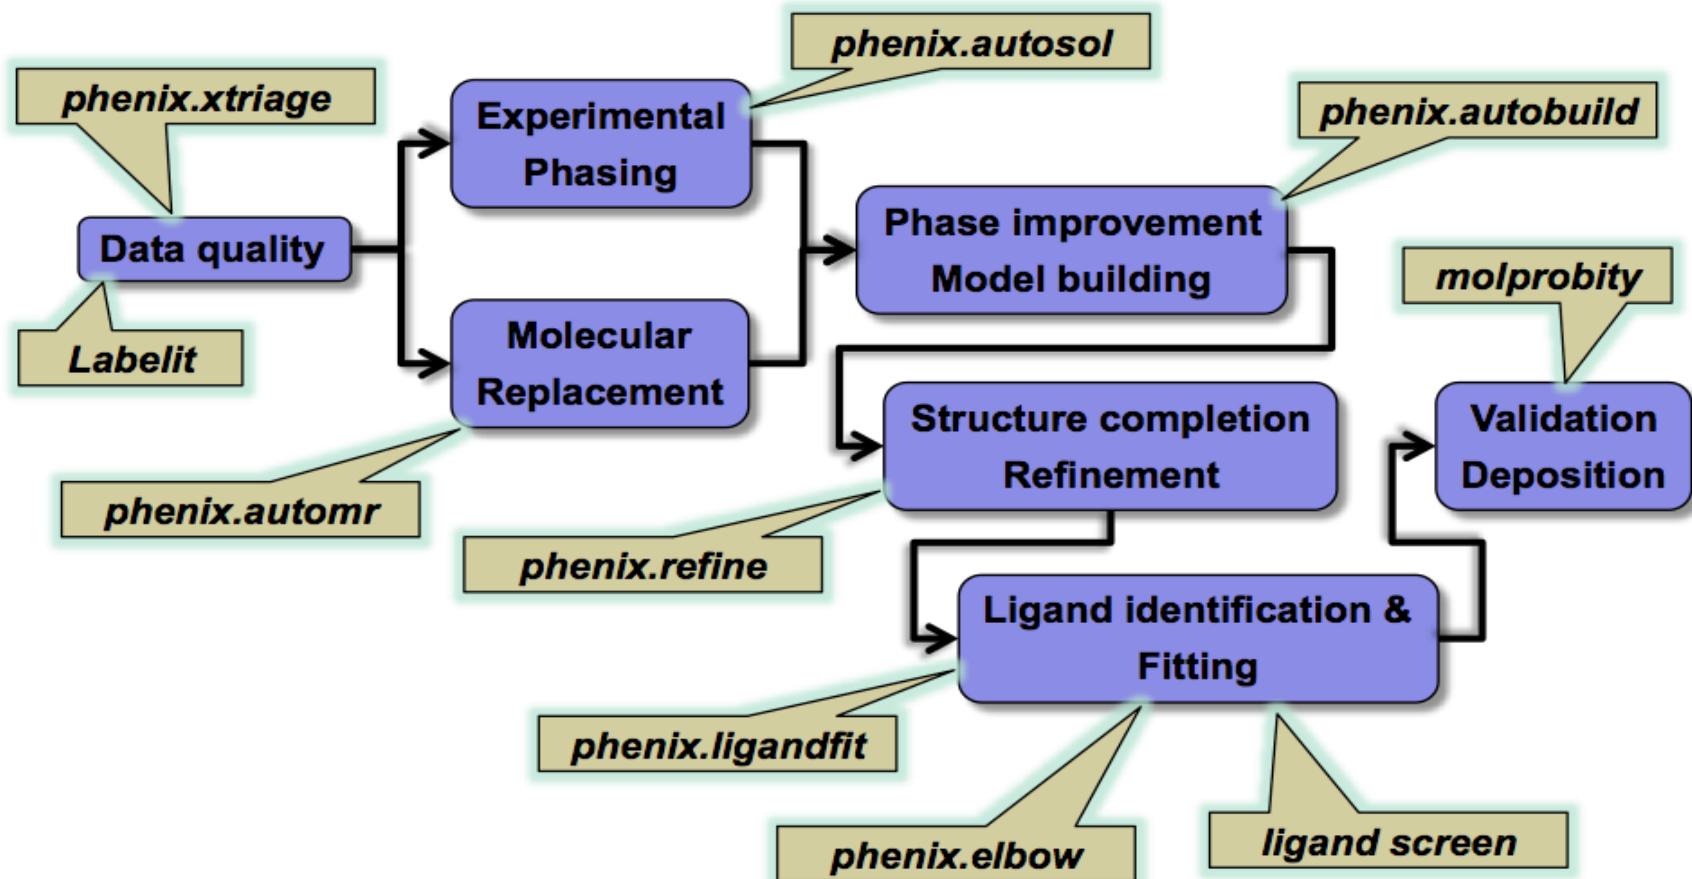 phenix.autosol
phenix.xtriage
Experimental
Phasing
phenix.autobuild
Data quality
Phase improvement
Model building
molprobity
Labelit
Molecular
Replacement
Structure completion
Refinement
Validation
Deposition
phenix.automr
phenix.refine
Ligand identification &
Fitting
phenix.ligandfit
phenix.elbow
ligand screen